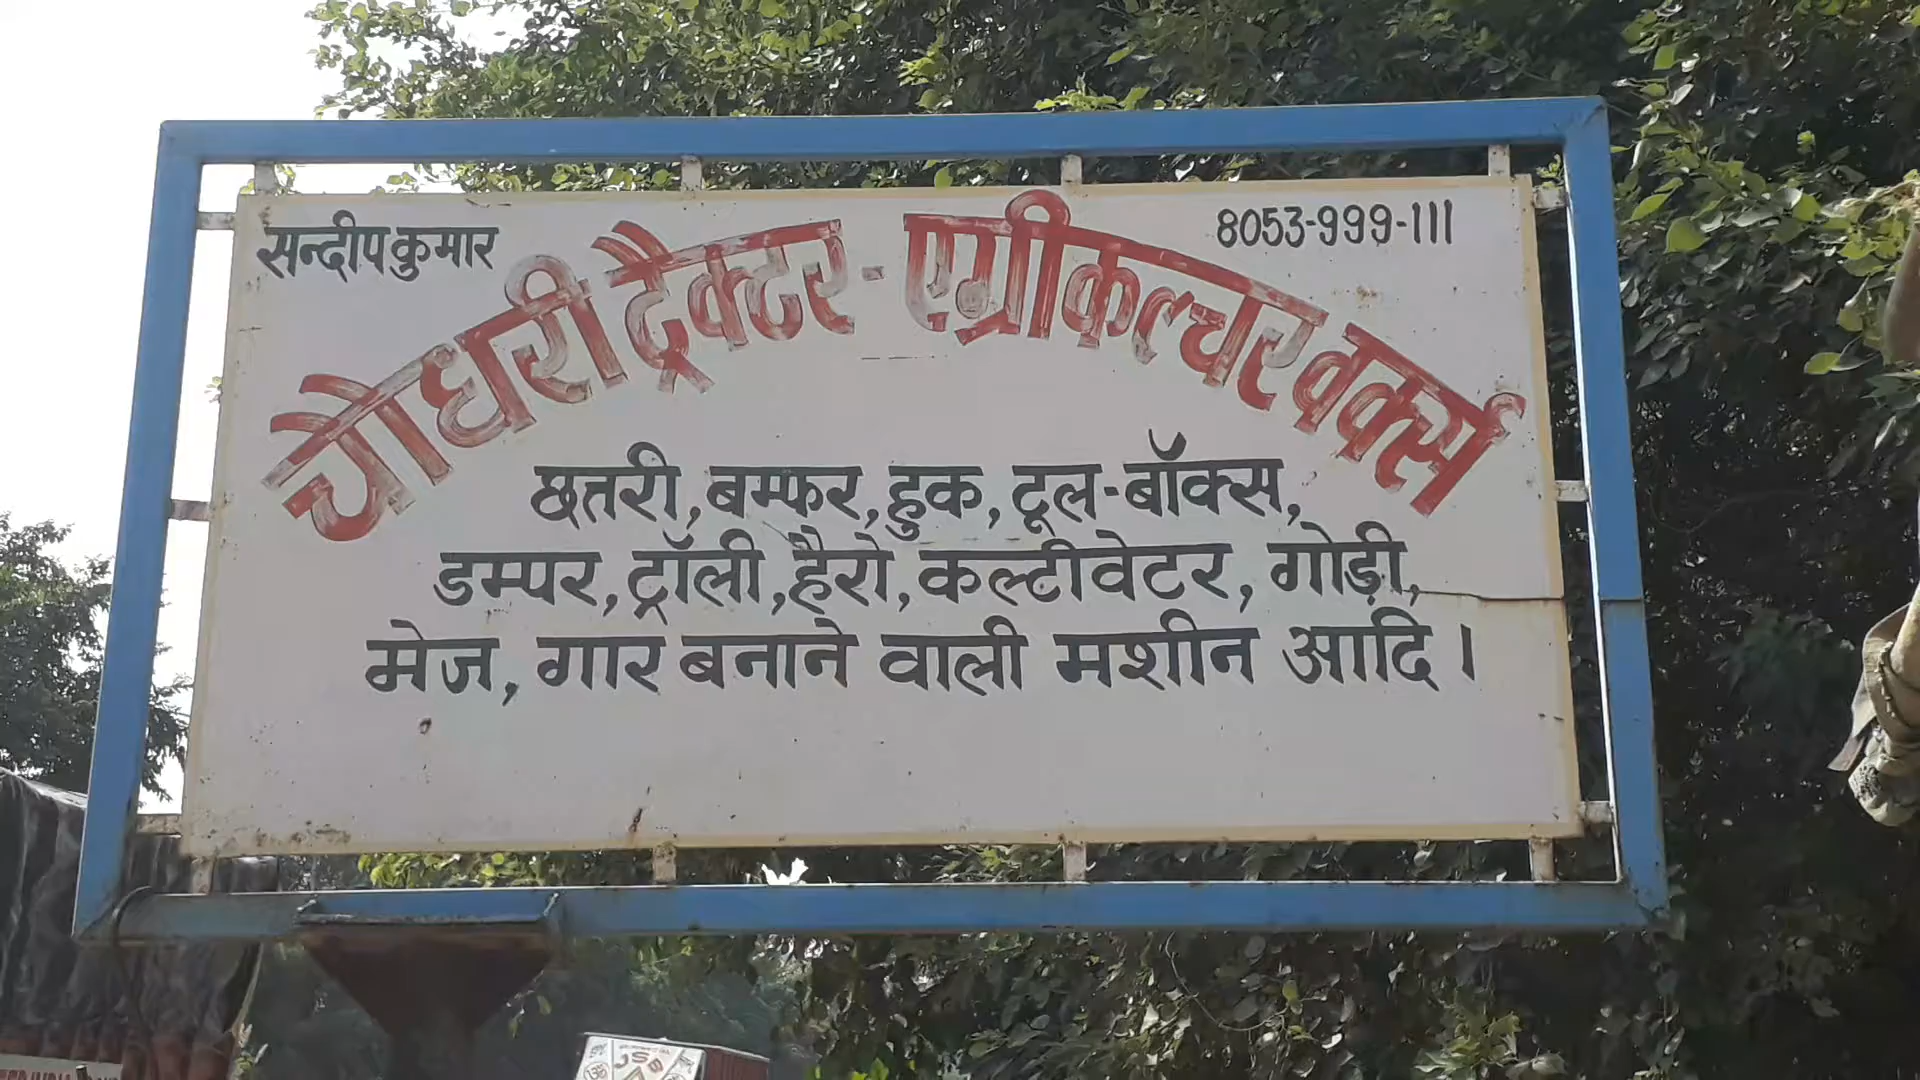 सन्दीप कुमार
8053-999-111
चौधरी ट्रैक्टर - एग्रीकल्चर वर्क्स
छतरी, बम्फर, हुक, टूल-बॉक्स,
डम्पर, ट्रॉली, हैरो, कल्टीवेटर, गोड़ी,
मेज, गार बनाने वाली मशीन आदि।